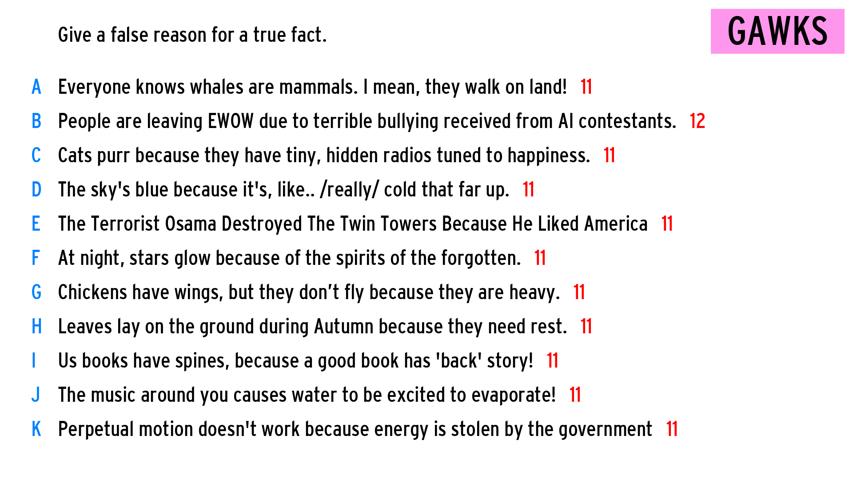 Give a false reason for a true fact.
GAWKS
A Everyone knows whales are mammals. I mean, they walk on land! 11
B People are leaving EWOW due to terrible bullying received from AI contestants. 12
C Cats purr because they have tiny, hidden radios tuned to happiness. 11
D The sky's blue because it's, like.. /really/ cold that far up. 11
E The Terrorist Osama Destroyed The Twin Towers Because He Liked America 11
F At night, stars glow because of the spirits of the forgotten. 11
G Chickens have wings, but they don’t fly because they are heavy. 11
H Leaves lay on the ground during Autumn because they need rest. 11
I Us books have spines, because a good book has 'back' story! 11
J The music around you causes water to be excited to evaporate! 11
K Perpetual motion doesn't work because energy is stolen by the government 11